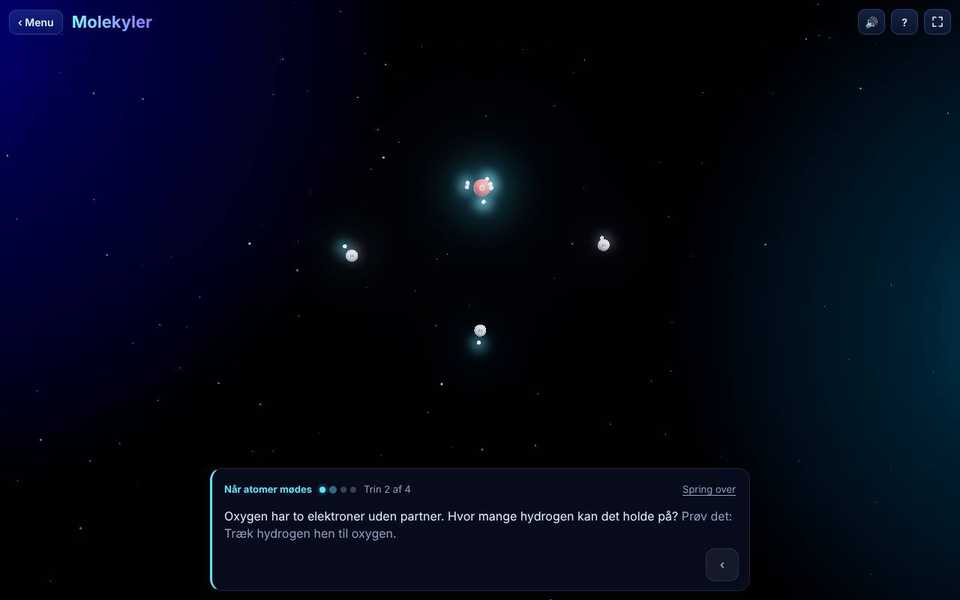 ‹ Menu
Molekyler
?
Når atomer mødes
Trin 2 af 4
Spring over
Oxygen har to elektroner uden partner. Hvor mange hydrogen kan det holde på? Prøv det:
Træk hydrogen hen til oxygen.
‹